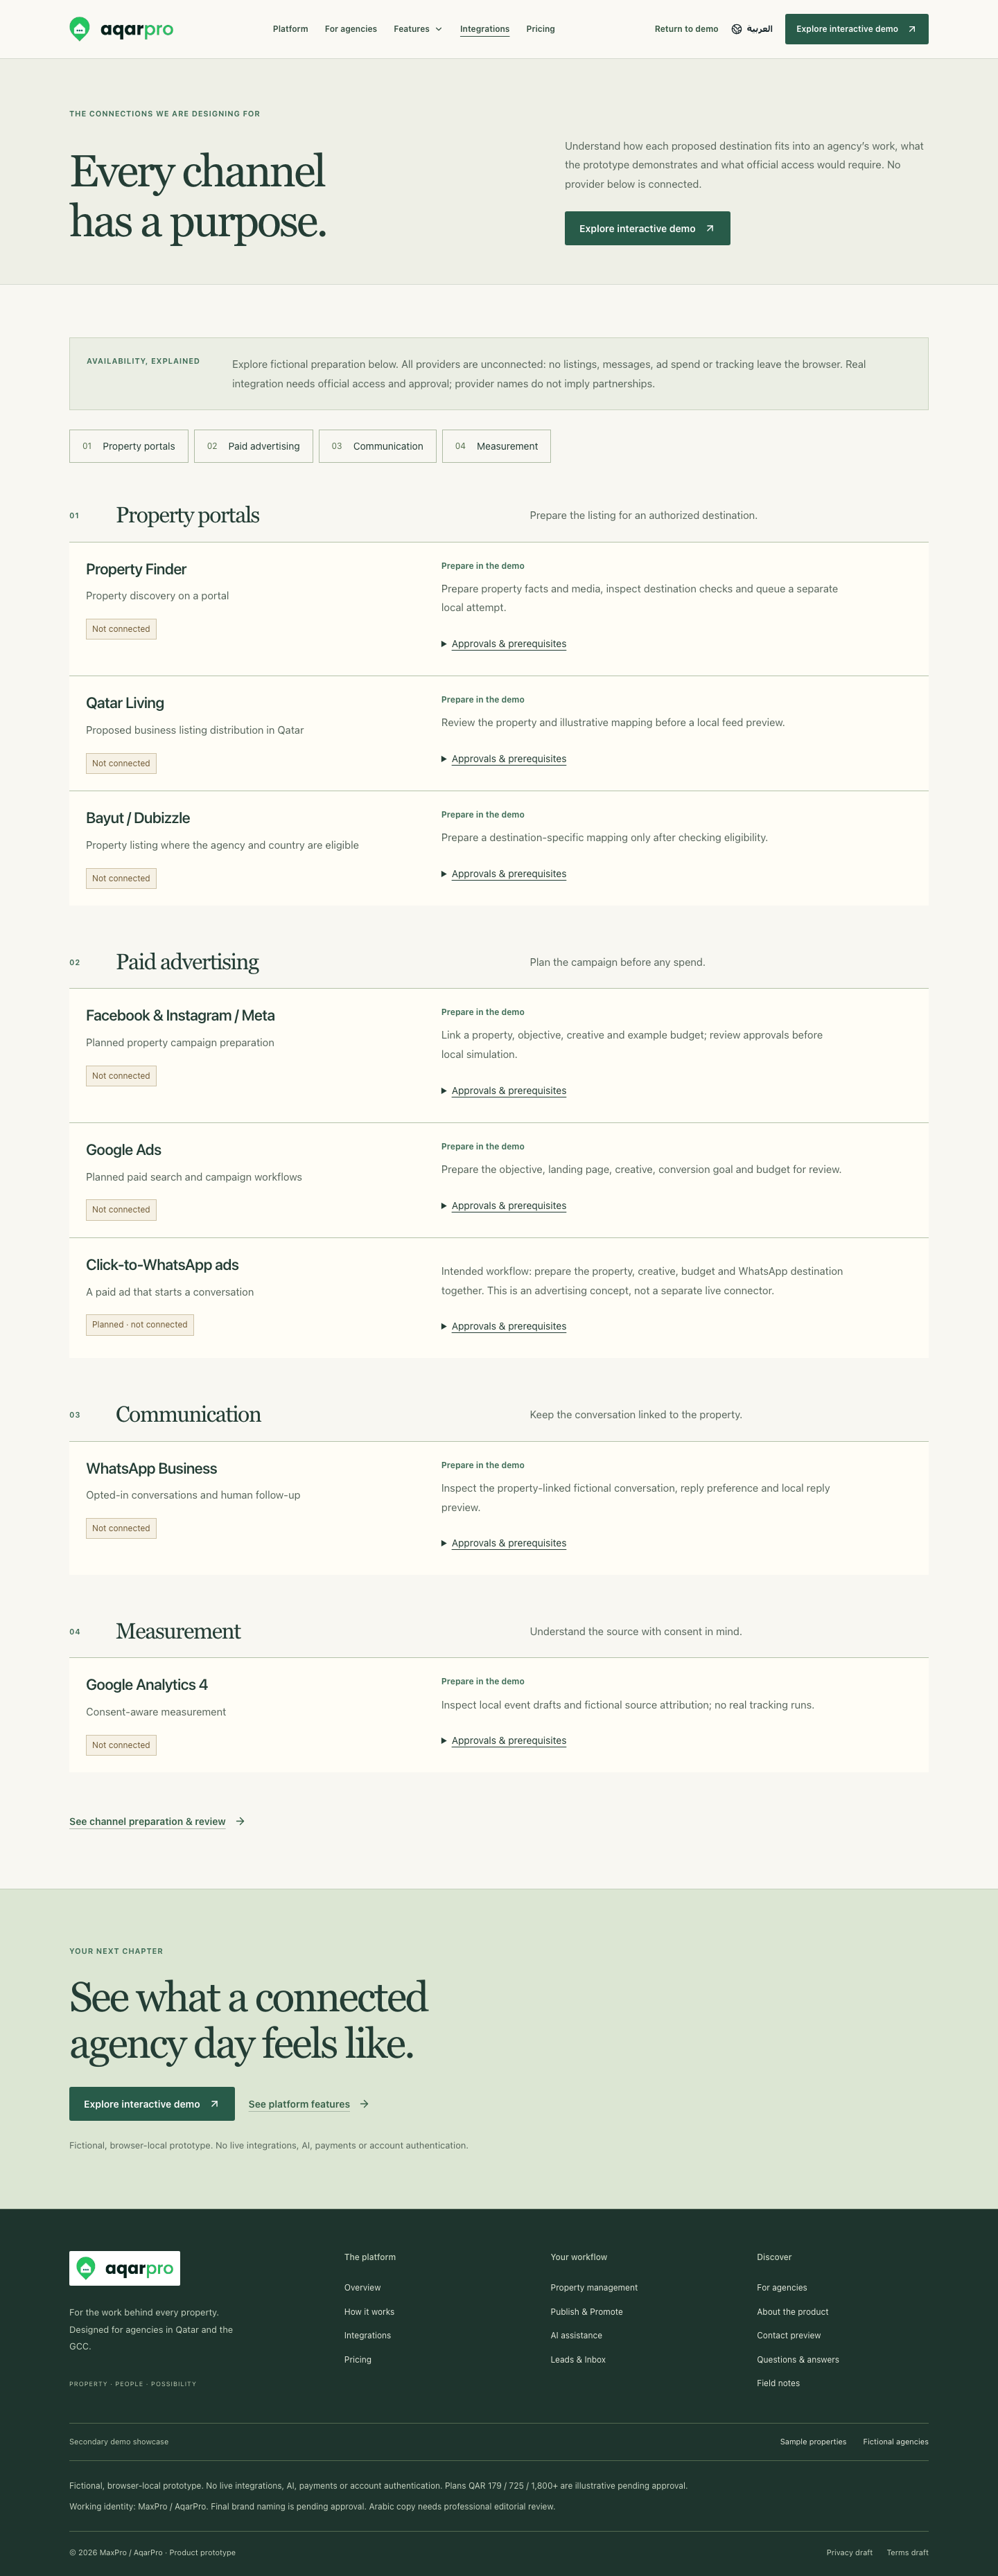 aqarpro
Platform
For agencies
Features
Integrations
Pricing
Return to demo
العربية
Explore interactive demo
THE CONNECTIONS WE ARE DESIGNING FOR
Every channel
has a purpose.
Understand how each proposed destination fits into an agency's work, what
the prototype demonstrates and what official access would require. No
provider below is connected.
Explore interactive demo
AVAILABILITY, EXPLAINED
Explore fictional preparation below. All providers are unconnected: no listings, messages, ad spend or tracking leave the browser. Real
integration needs official access and approval; provider names do not imply partnerships.
01 Property portals
02 Paid advertising
03 Communication
04 Measurement
01 Property portals
Prepare the listing for an authorized destination.
Property Finder
Property discovery on a portal
Not connected
Prepare in the demo
Prepare property facts and media, inspect destination checks and queue a separate
local attempt.
Approvals & prerequisites
Qatar Living
Proposed business listing distribution in Qatar
Not connected
Prepare in the demo
Review the property and illustrative mapping before a local feed preview.
Approvals & prerequisites
Bayut / Dubizzle
Property listing where the agency and country are eligible
Not connected
Prepare in the demo
Prepare a destination-specific mapping only after checking eligibility.
Approvals & prerequisites
02 Paid advertising
Plan the campaign before any spend.
Facebook & Instagram / Meta
Planned property campaign preparation
Not connected
Prepare in the demo
Link a property, objective, creative and example budget; review approvals before
local simulation.
Approvals & prerequisites
Google Ads
Planned paid search and campaign workflows
Not connected
Prepare in the demo
Prepare the objective, landing page, creative, conversion goal and budget for review.
Approvals & prerequisites
Click-to-WhatsApp ads
A paid ad that starts a conversation
Planned · not connected
Intended workflow: prepare the property, creative, budget and WhatsApp destination
together. This is an advertising concept, not a separate live connector.
Approvals & prerequisites
03 Communication
Keep the conversation linked to the property.
WhatsApp Business
Opted-in conversations and human follow-up
Not connected
Prepare in the demo
Inspect the property-linked fictional conversation, reply preference and local reply
preview.
Approvals & prerequisites
04 Measurement
Understand the source with consent in mind.
Google Analytics 4
Consent-aware measurement
Not connected
Prepare in the demo
Inspect local event drafts and fictional source attribution; no real tracking runs.
Approvals & prerequisites
See channel preparation & review
YOUR NEXT CHAPTER
See what a connected
agency day feels like.
Explore interactive demo
See platform features
Fictional, browser-local prototype. No live integrations, AI, payments or account authentication.
aqarpro
For the work behind every property.
Designed for agencies in Qatar and the
GCC.
PROPERTY · PEOPLE · POSSIBILITY
The platform
Overview
How it works
Integrations
Pricing
Your workflow
Property management
Publish & Promote
AI assistance
Leads & Inbox
Discover
For agencies
About the product
Contact preview
Questions & answers
Field notes
Secondary demo showcase
Sample properties
Fictional agencies
Fictional, browser-local prototype. No live integrations, AI, payments or account authentication. Plans QAR 179 / 725 / 1,800+ are illustrative pending approval.
Working identity: MaxPro / AqarPro. Final brand naming is pending approval. Arabic copy needs professional editorial review.
© 2026 MaxPro / AqarPro · Product prototype
Privacy draft
Terms draft